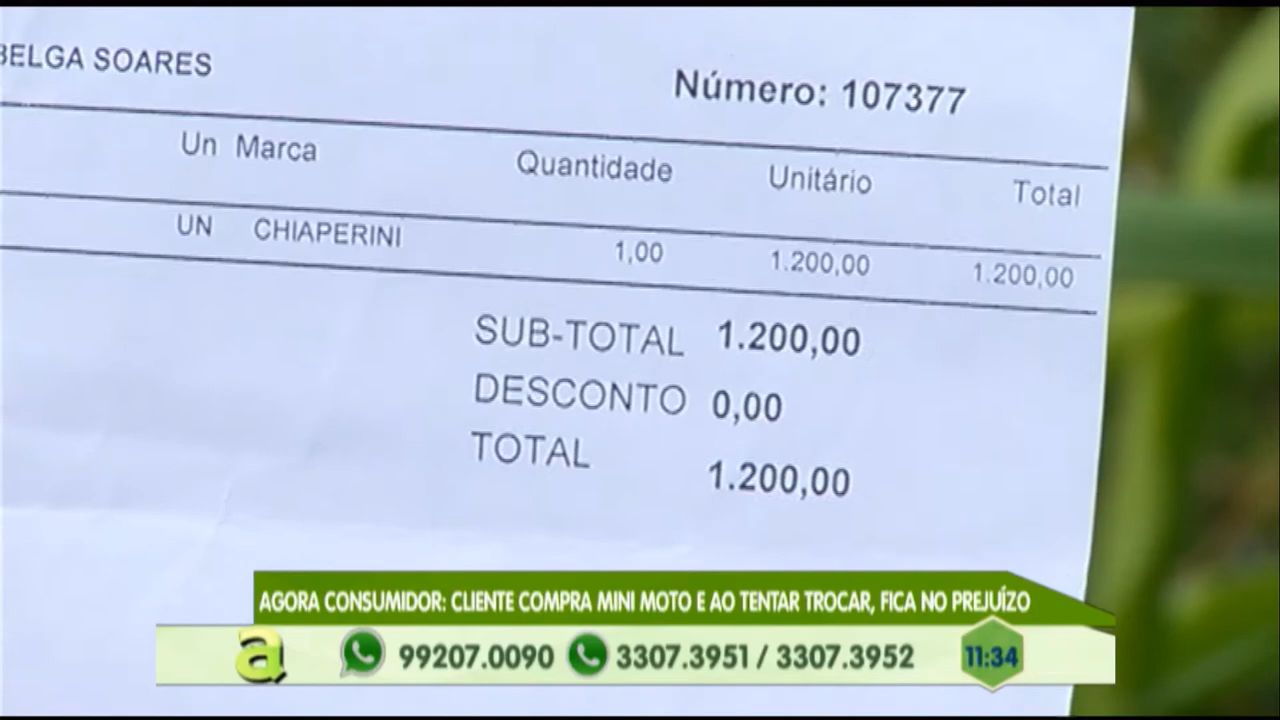 BELGA SOARES
Número: 107377
Un Marca Quantidade Unitário Total
UN CHIAPERINI 1,00 1.200,00 1.200,00
SUB-TOTAL 1.200,00
DESCONTO 0,00
TOTAL 1.200,00
AGORA CONSUMIDOR: CLIENTE COMPRA MINI MOTO E AO TENTAR TROCAR, FICA NO PREJUÍZO
a 99207.0090 3307.3951 / 3307.3952 11:34